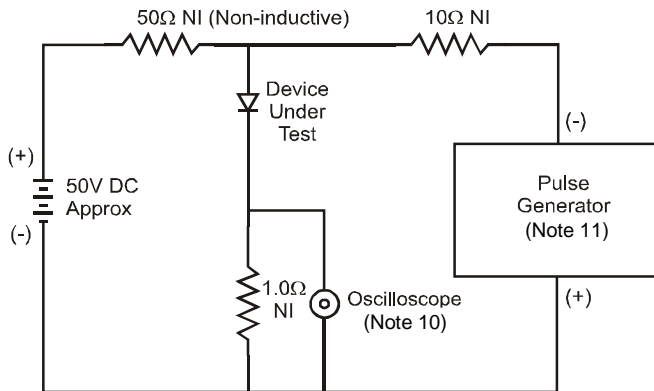 50Ω NI (Non-inductive)
10Ω NI
Device
Under
Test
(-)
(+)
50V DC
Approx
(-)
Pulse
Generator
(Note 11)
1.0Ω
NI
Oscilloscope
(Note 10)
(+)